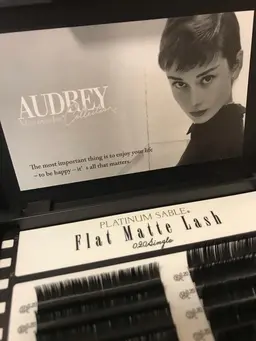 AUDREY
Collection
The most important thing is to enjoy your life
– to be happy – it's all that matters.
PLATINUM SABLE
Flat Matte Lash
0.20 Single